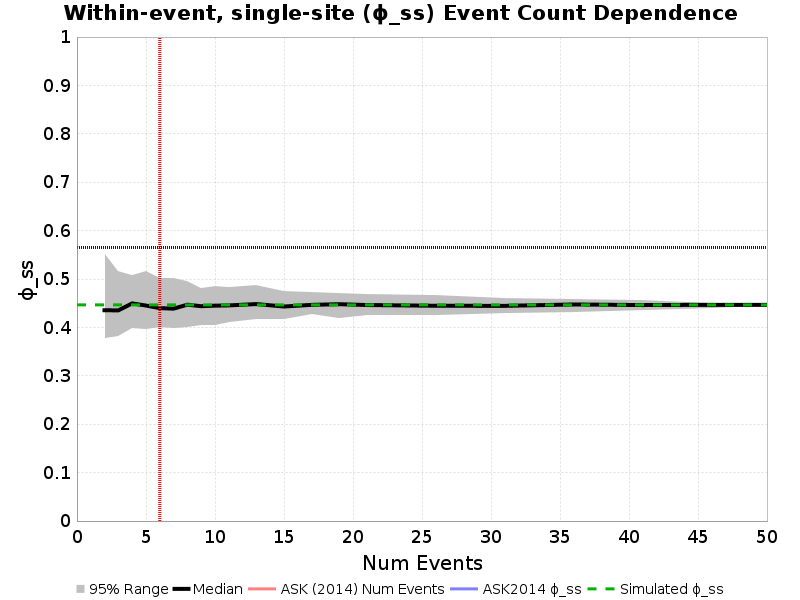 Within-event, single-site (ϕ_ss) Event Count Dependence
1
0.9
0.8
0.7
0.6
0.5
0.4
0.3
0.2
0.1
0
ϕ_ss
0 5 10 15 20 25 30 35 40 45 50
Num Events
95% Range Median ASK (2014) Num Events ASK2014 ϕ_ss Simulated ϕ_ss